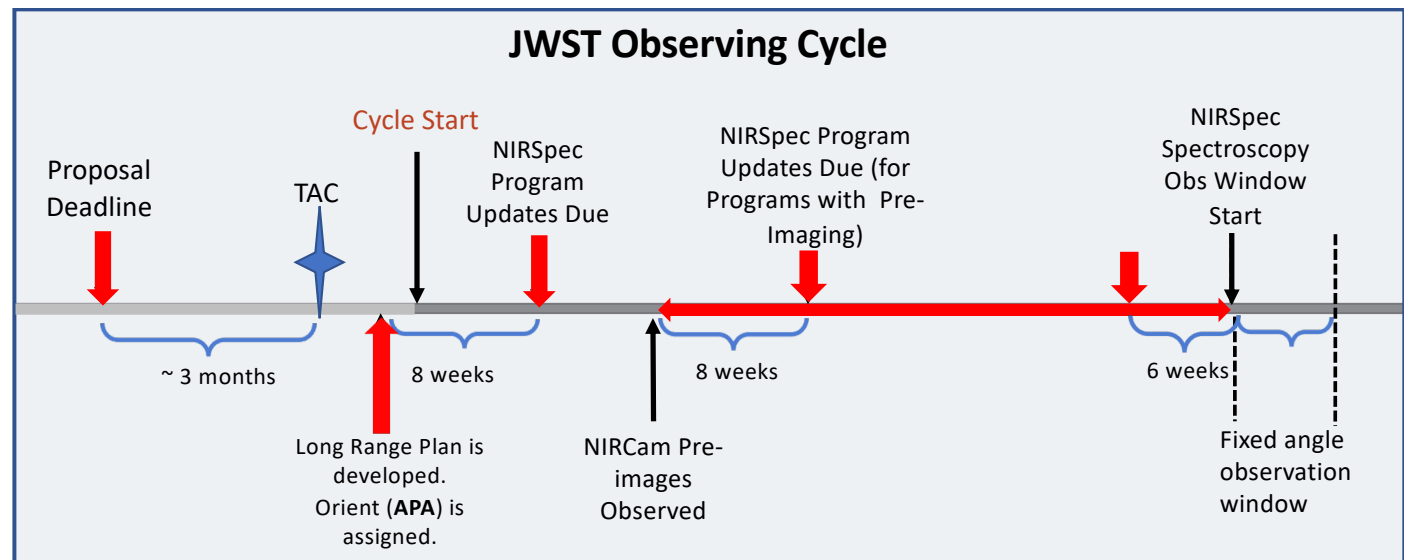 JWST Observing Cycle
Proposal
Deadline
TAC
Cycle Start
NIRSpec
Program
Updates Due
NIRSpec Program
Updates Due (for
Programs with Pre-
Imaging)
NIRSpec
Spectroscopy
Obs Window
Start
~ 3 months
8 weeks
8 weeks
6 weeks
Long Range Plan is
developed.
Orient (APA) is
assigned.
NIRCam Pre-
images
Observed
Fixed angle
observation
window